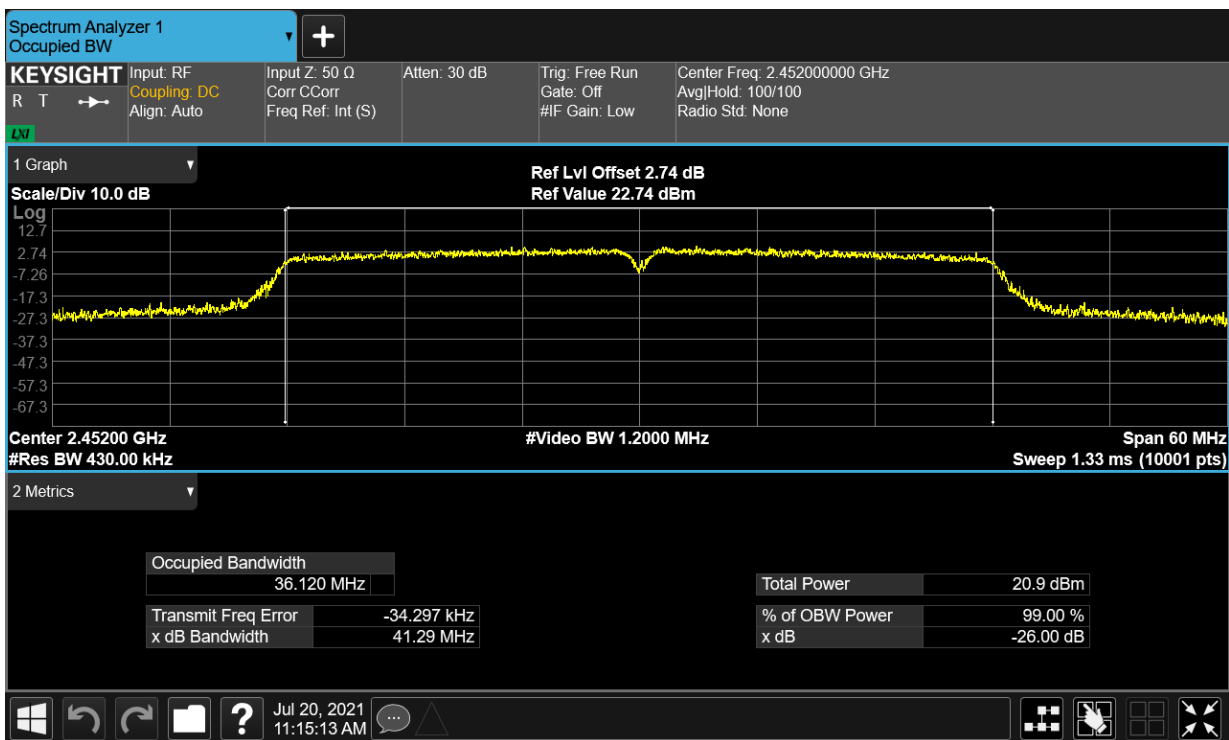 Spectrum Analyzer 1
Occupied BW
KEYSIGHT
R T
LXI
Input: RF
Coupling: DC
Align: Auto
Input Z: 50 Ω
Corr CCorr
Freq Ref: Int (S)
Atten: 30 dB
Trig: Free Run
Gate: Off
#IF Gain: Low
Center Freq: 2.452000000 GHz
Avg|Hold: 100/100
Radio Std: None
1 Graph
Scale/Div 10.0 dB
Ref Lvl Offset 2.74 dB
Ref Value 22.74 dBm
Log
12.7
2.74
-7.26
-17.3
-27.3
-37.3
-47.3
-57.3
-67.3
Center 2.45200 GHz
#Res BW 430.00 kHz
#Video BW 1.2000 MHz
Span 60 MHz
Sweep 1.33 ms (10001 pts)
2 Metrics
Occupied Bandwidth
36.120 MHz
Transmit Freq Error -34.297 kHz
x dB Bandwidth 41.29 MHz
Total Power 20.9 dBm
% of OBW Power 99.00 %
x dB -26.00 dB
?
Jul 20, 2021
11:15:13 AM